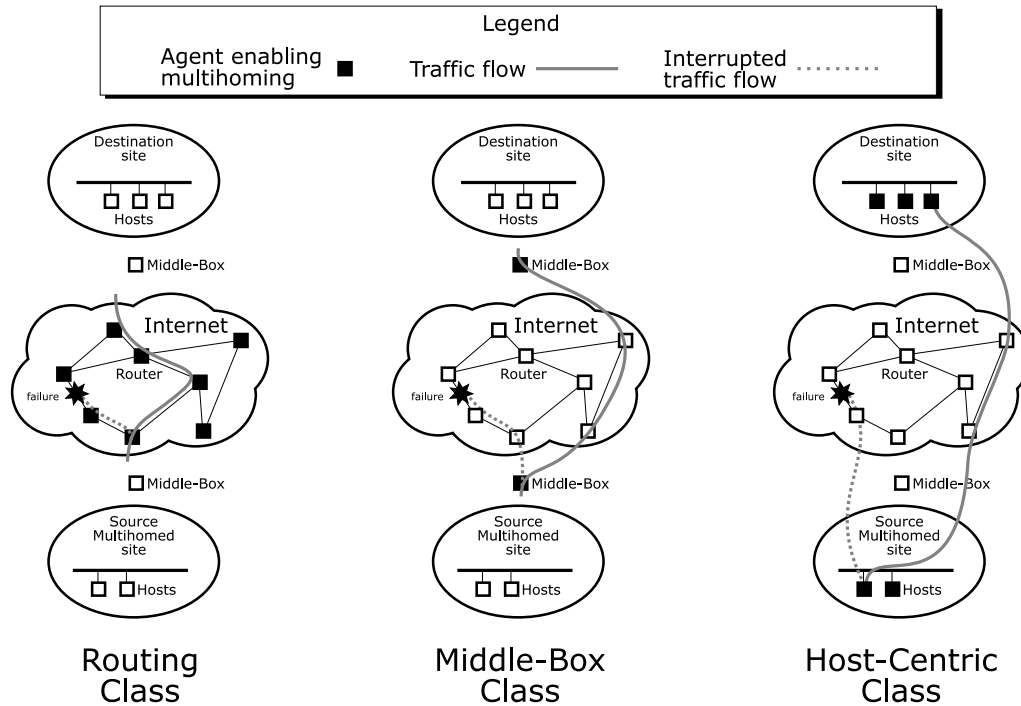 Legend
Agent enabling
multihoming
Traffic flow
Interrupted
traffic flow
Destination
site
Hosts
Middle-Box
Internet
Router
failure
Middle-Box
Source
Multihomed
site
Hosts
Routing
Class
Destination
site
Hosts
Middle-Box
Internet
Router
failure
Middle-Box
Source
Multihomed
site
Hosts
Middle-Box
Class
Destination
site
Hosts
Middle-Box
Internet
Router
failure
Middle-Box
Source
Multihomed
site
Hosts
Host-Centric
Class